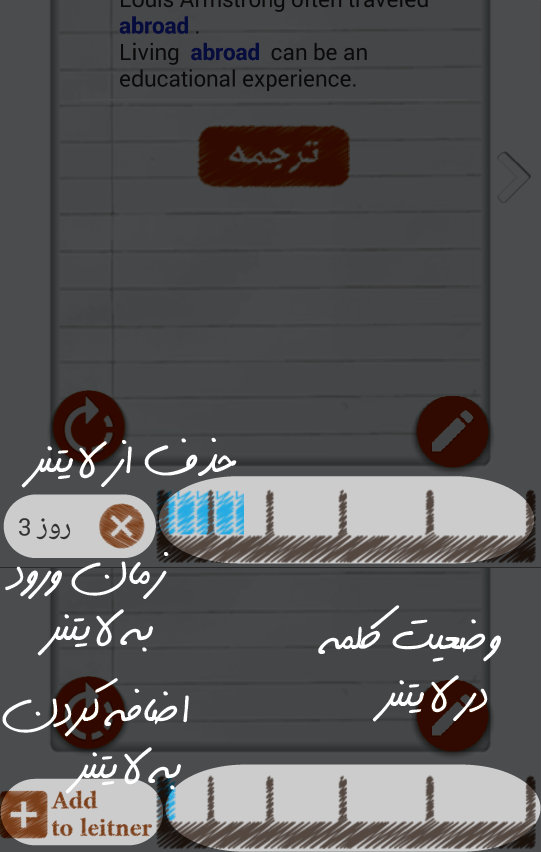 Louis Armstrong often traveled
abroad .
Living abroad can be an
educational experience.
ترجمه
حذف از لایتنر
3 روز
زمان ورود
به لایتنر
وضعیت کلمه
در لایتنر
اضافه کردن
به لایتنر
Add
to leitner